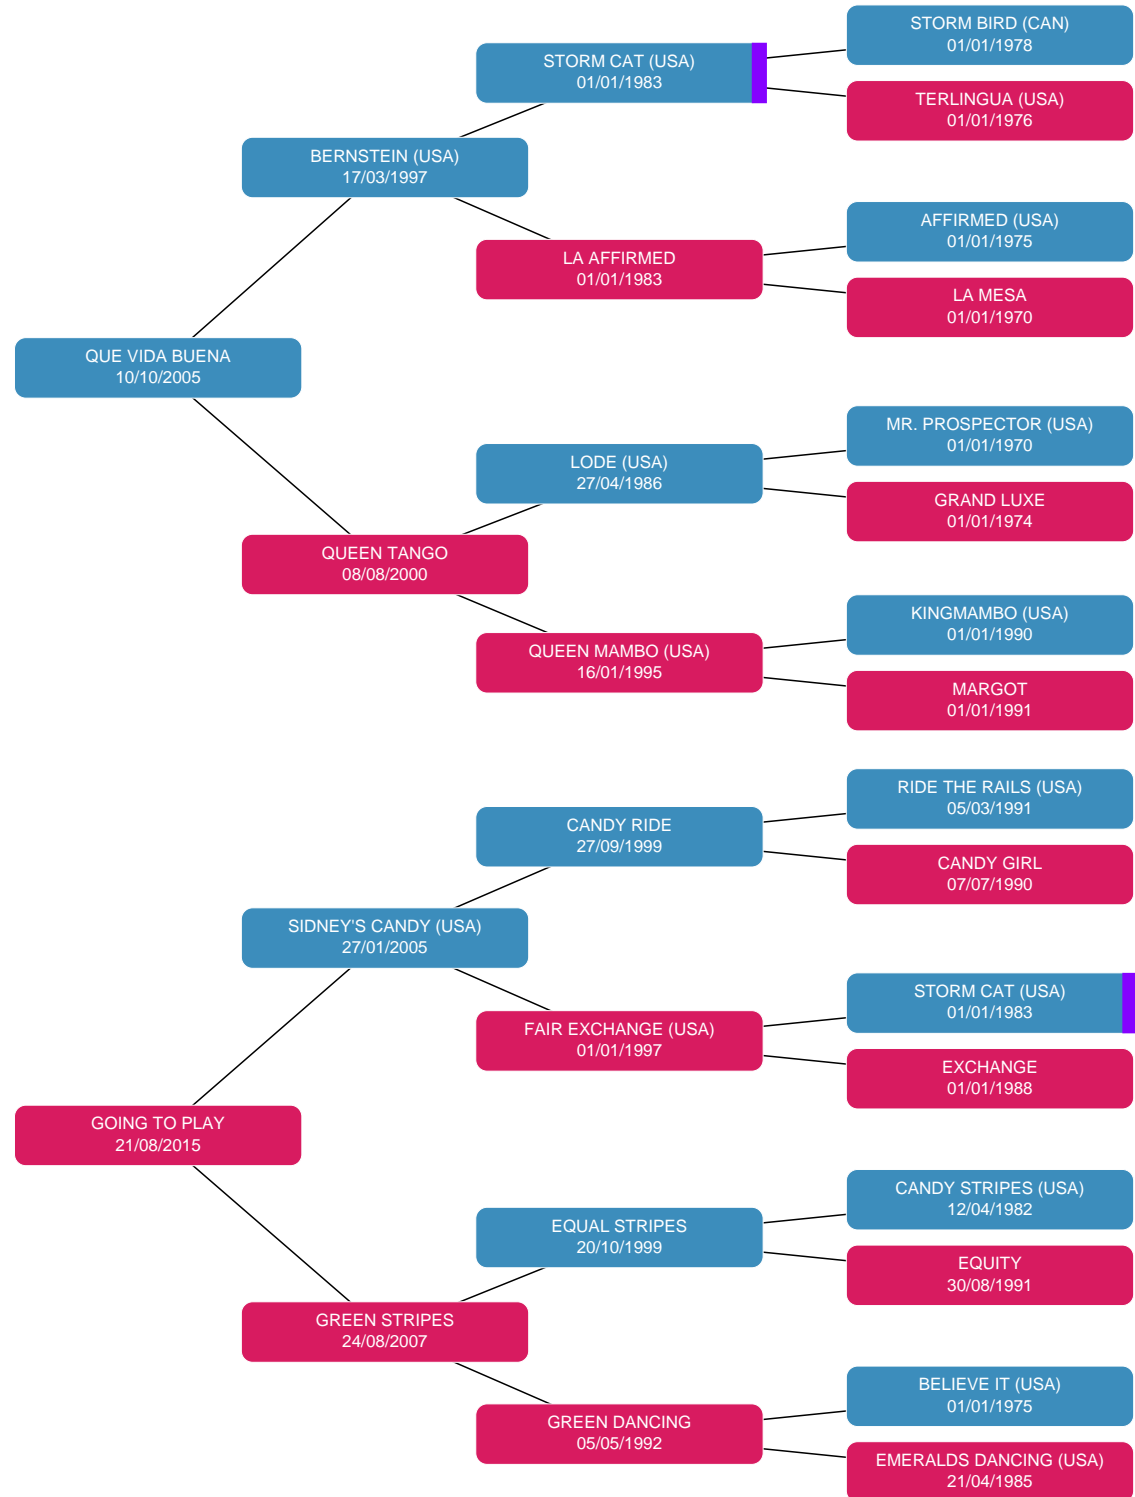 STORM BIRD (CAN)
01/01/1978
STORM CAT (USA)
01/01/1983
TERLINGUA (USA)
01/01/1976
BERNSTEIN (USA)
17/03/1997
AFFIRMED (USA)
01/01/1975
LA AFFIRMED
01/01/1983
LA MESA
01/01/1970
QUE VIDA BUENA
10/10/2005
MR. PROSPECTOR (USA)
01/01/1970
LODE (USA)
27/04/1986
GRAND LUXE
01/01/1974
QUEEN TANGO
08/08/2000
KINGMAMBO (USA)
01/01/1990
QUEEN MAMBO (USA)
16/01/1995
MARGOT
01/01/1991
RIDE THE RAILS (USA)
05/03/1991
CANDY RIDE
27/09/1999
CANDY GIRL
07/07/1990
SIDNEY'S CANDY (USA)
27/01/2005
STORM CAT (USA)
01/01/1983
FAIR EXCHANGE (USA)
01/01/1997
EXCHANGE
01/01/1988
GOING TO PLAY
21/08/2015
CANDY STRIPES (USA)
12/04/1982
EQUAL STRIPES
20/10/1999
EQUITY
30/08/1991
GREEN STRIPES
24/08/2007
BELIEVE IT (USA)
01/01/1975
GREEN DANCING
05/05/1992
EMERALDS DANCING (USA)
21/04/1985